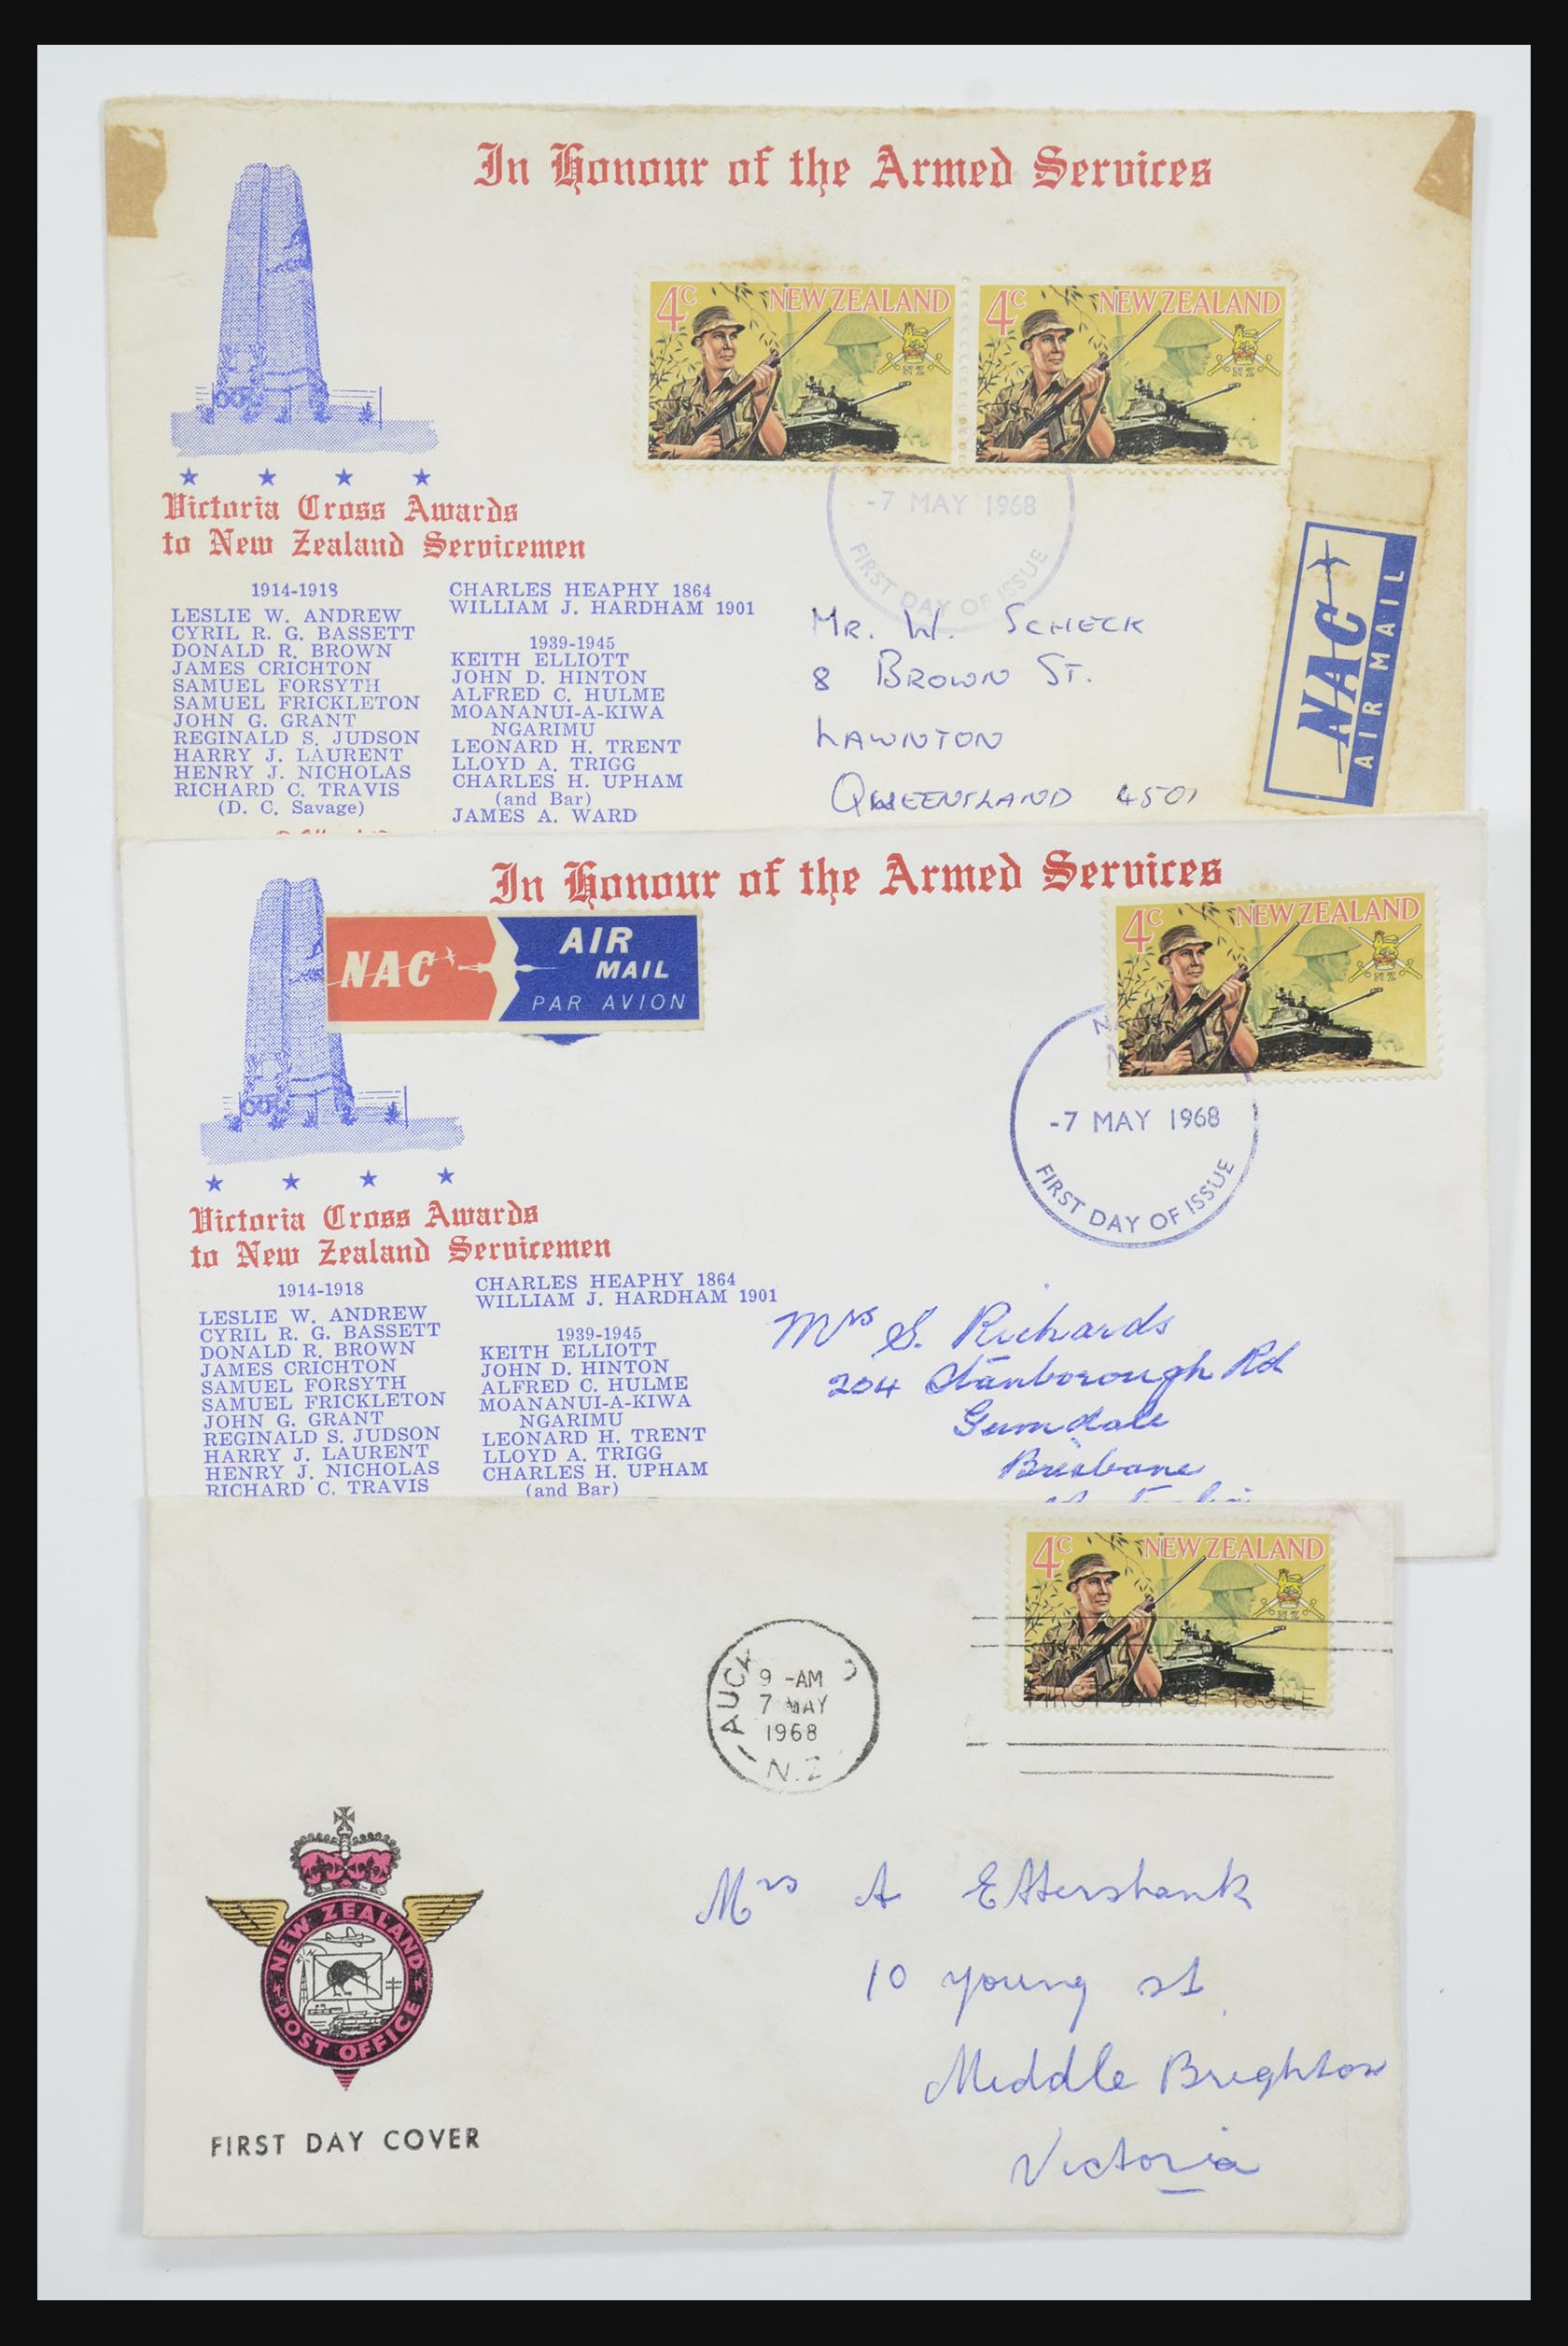 In Honour of the Armed Services
4c NEW ZEALAND
NZ
4c NEW ZEALAND
NZ
-7 MAY 1968
FIRST DAY OF ISSUE
Victoria Cross Awards
to New Zealand Servicemen
1914-1918
LESLIE W. ANDREW
CYRIL R. G. BASSETT
DONALD R. BROWN
JAMES CRICHTON
SAMUEL FORSYTH
SAMUEL FRICKLETON
JOHN G. GRANT
REGINALD S. JUDSON
HARRY J. LAURENT
HENRY J. NICHOLAS
RICHARD C. TRAVIS
(D. C. Savage)
CHARLES HEAPHY 1864
WILLIAM J. HARDHAM 1901
1939-1945
KEITH ELLIOTT
JOHN D. HINTON
ALFRED C. HULME
MOANANUI-A-KIWA
NGARIMU
LEONARD H. TRENT
LLOYD A. TRIGG
CHARLES H. UPHAM
(and Bar)
JAMES A. WARD
MR. W. SCHECK
8 BROWN ST.
LAWNTON
QUEENSLAND 4501
NAC
AIR MAIL
In Honour of the Armed Services
NAC
AIR
MAIL
PAR AVION
4c NEW ZEALAND
NZ
-7 MAY 1968
FIRST DAY OF ISSUE
Victoria Cross Awards
to New Zealand Servicemen
1914-1918
LESLIE W. ANDREW
CYRIL R. G. BASSETT
DONALD R. BROWN
JAMES CRICHTON
SAMUEL FORSYTH
SAMUEL FRICKLETON
JOHN G. GRANT
REGINALD S. JUDSON
HARRY J. LAURENT
HENRY J. NICHOLAS
RICHARD C. TRAVIS
CHARLES HEAPHY 1864
WILLIAM J. HARDHAM 1901
1939-1945
KEITH ELLIOTT
JOHN D. HINTON
ALFRED C. HULME
MOANANUI-A-KIWA
NGARIMU
LEONARD H. TRENT
LLOYD A. TRIGG
CHARLES H. UPHAM
(and Bar)
Mrs S. Richards
204 Stanborough Rd
Gumdale
Brisbane
4c NEW ZEALAND
NZ
FIRST DAY OF ISSUE
9 -AM
7 MAY
1968
N.Z
NEW ZEALAND
POST OFFICE
FIRST DAY COVER
Mrs A Ettershank
10 young st
Middle Brighton
Victoria